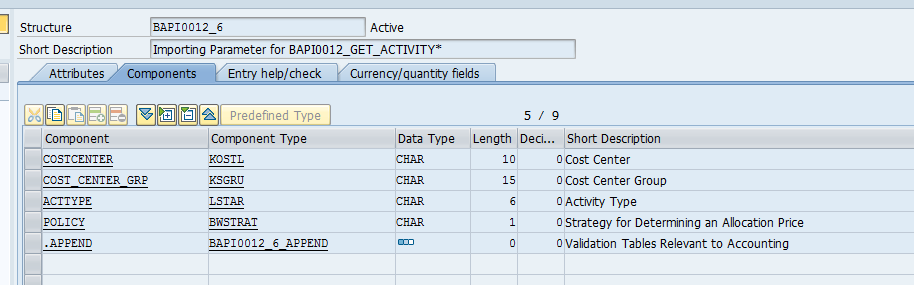 Structure BAPI0012_6 Active
Short Description Importing Parameter for BAPI0012_GET_ACTIVITY*
Attributes Components Entry help/check Currency/quantity fields
Predefined Type 5 / 9
Component Component Type Data Type Length Deci... Short Description
COSTCENTER KOSTL CHAR 10 0 Cost Center
COST_CENTER_GRP KSGRU CHAR 15 0 Cost Center Group
ACTTYPE LSTAR CHAR 6 0 Activity Type
POLICY BWSTRAT CHAR 1 0 Strategy for Determining an Allocation Price
.APPEND BAPI0012_6_APPEND 0 0 Validation Tables Relevant to Accounting